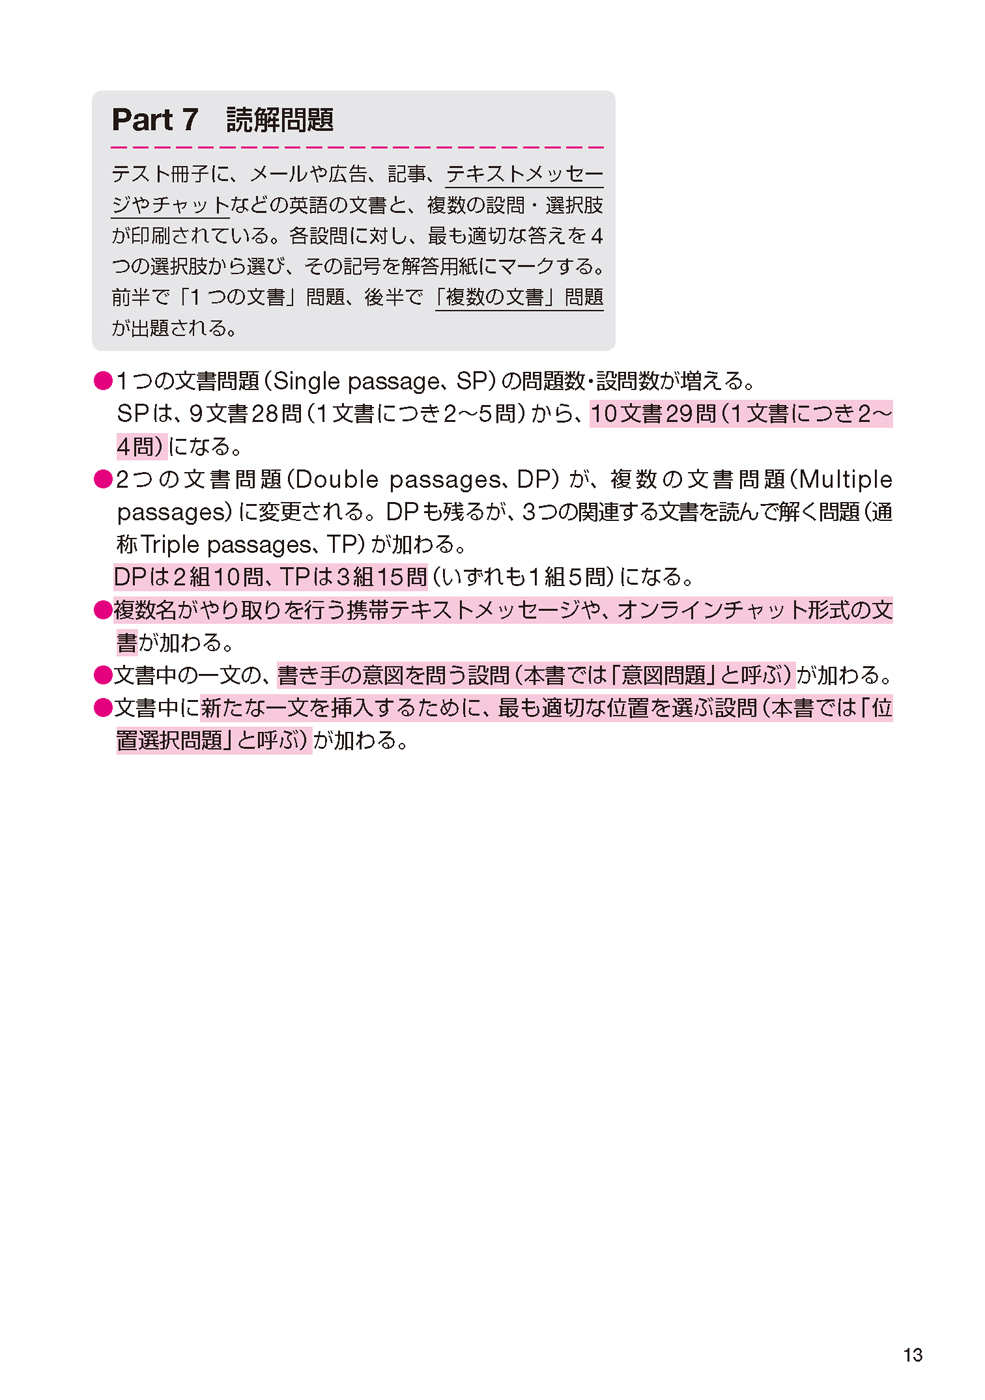 Part 7 読解問題
テスト冊子に、メールや広告、記事、テキストメッセー
ジやチャットなどの英語の文書と、複数の設問・選択肢
が印刷されている。各設問に対し、最も適切な答えを4
つの選択肢から選び、その記号を解答用紙にマークする。
前半で「1つの文書」問題、後半で「複数の文書」問題
が出題される。
●1つの文書問題（Single passage、SP）の問題数・設問数が増える。
SPは、9文書28問（1文書につき2〜5問）から、10文書29問（1文書につき2〜
4問）になる。
●2つの文書問題（Double passages、DP）が、複数の文書問題（Multiple
passages）に変更される。DPも残るが、3つの関連する文書を読んで解く問題（通
称Triple passages、TP）が加わる。
DPは2組10問、TPは3組15問（いずれも1組5問）になる。
●複数名がやり取りを行う携帯テキストメッセージや、オンラインチャット形式の文
書が加わる。
●文書中の一文の、書き手の意図を問う設問（本書では「意図問題」と呼ぶ）が加わる。
●文書中に新たな一文を挿入するために、最も適切な位置を選ぶ設問（本書では「位
置選択問題」と呼ぶ）が加わる。
13